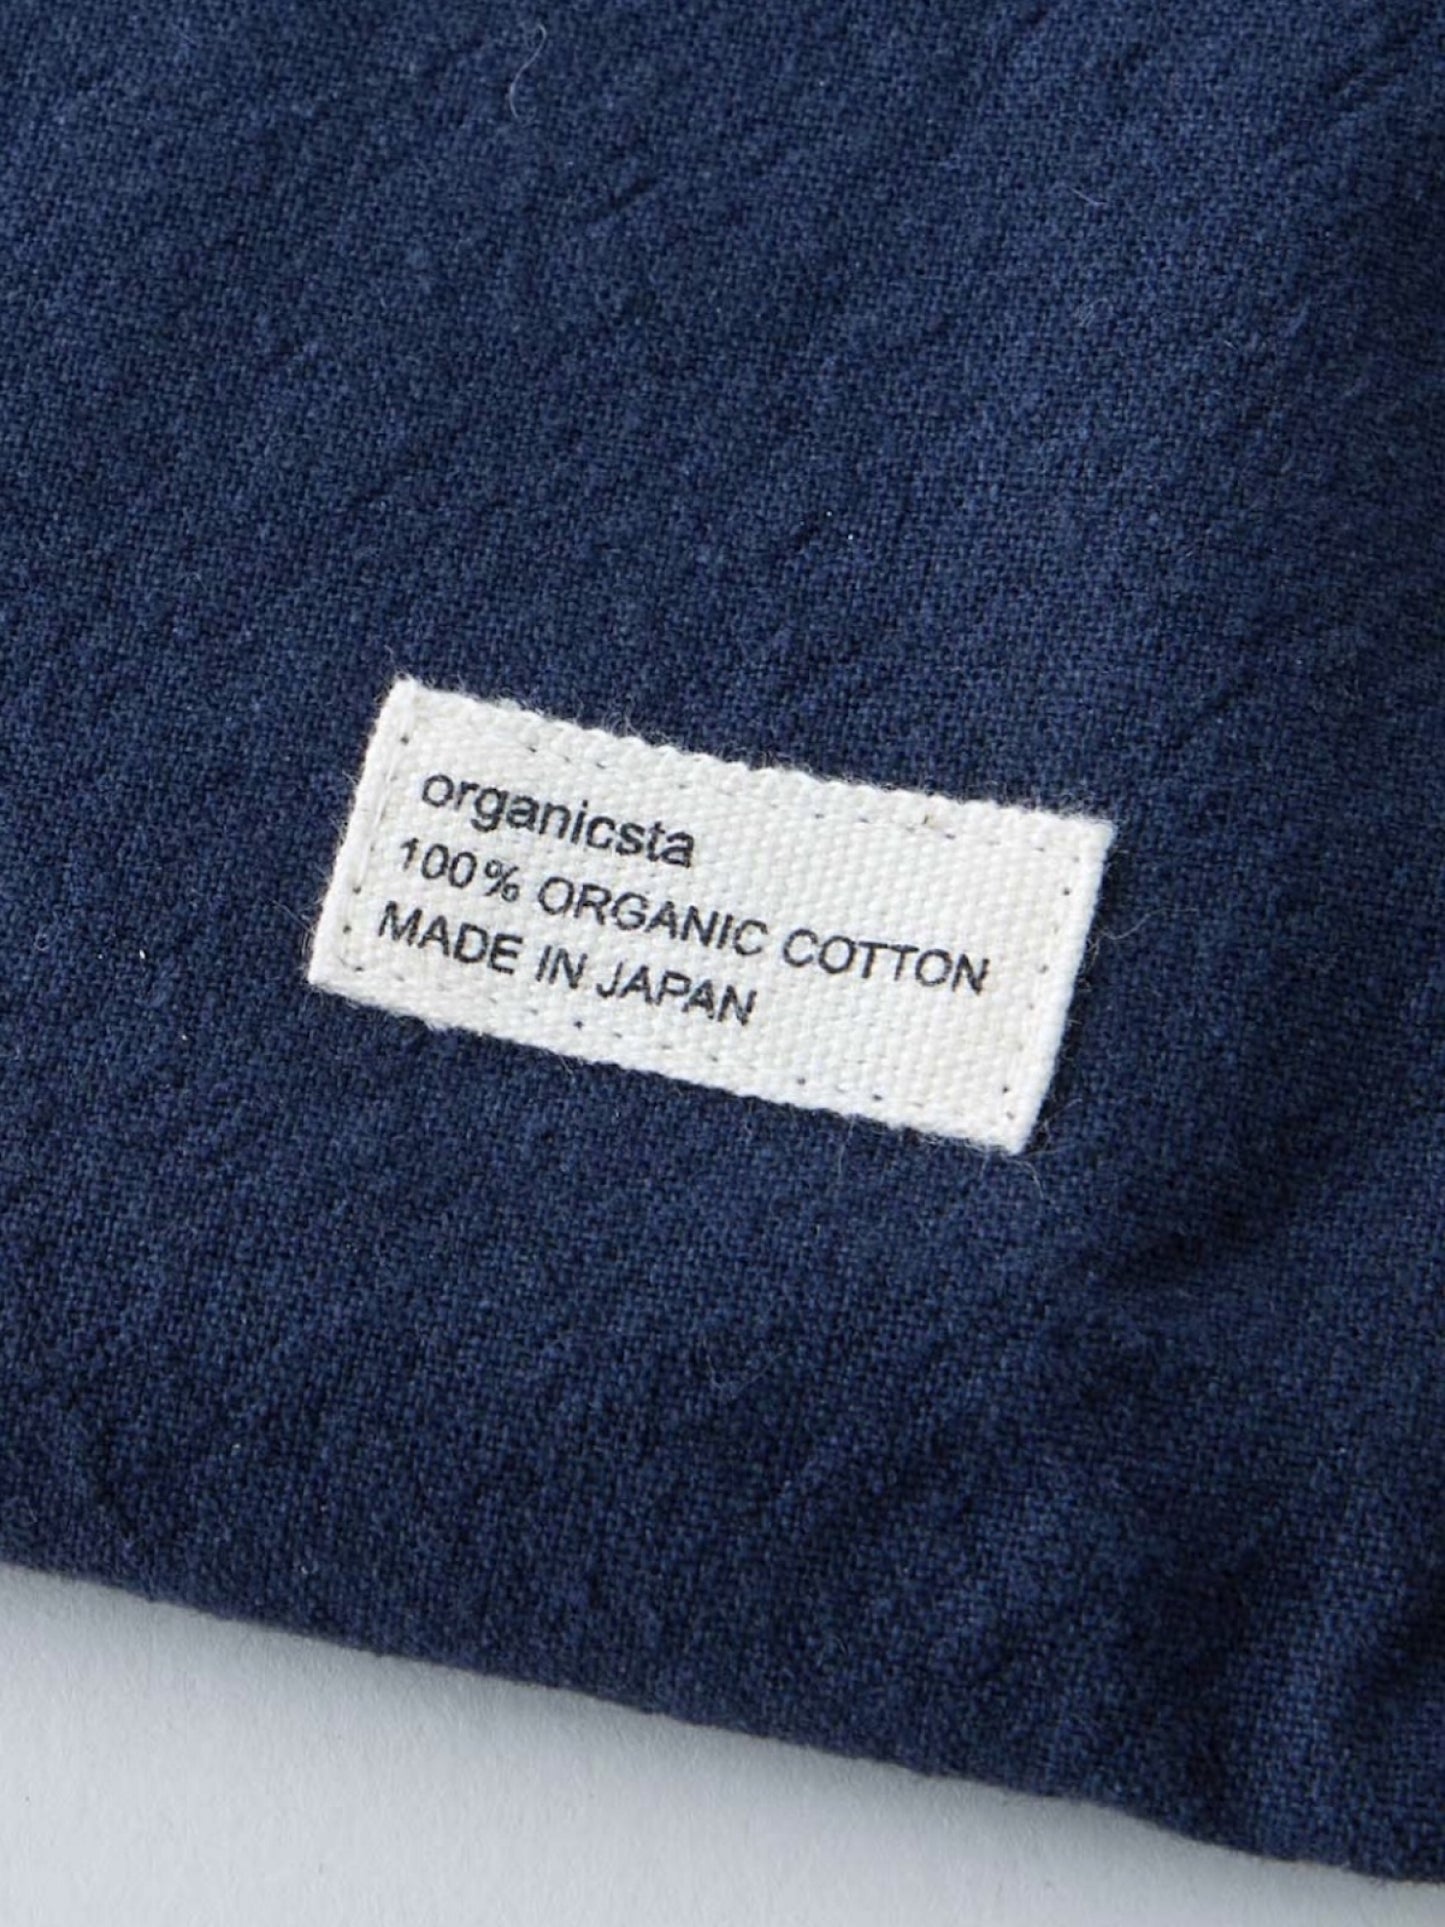 organicsta
100% ORGANIC COTTON
MADE IN JAPAN